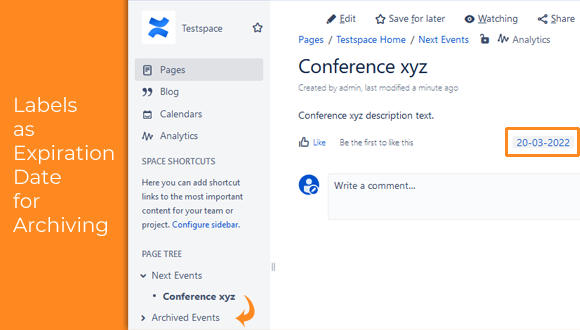 Labels
as
Expiration
Date
for
Archiving
Testspace
Pages
Blog
Calendars
Analytics
SPACE SHORTCUTS
Here you can add shortcut
links to the most important
content for your team or
project. Configure sidebar.
PAGE TREE
Next Events
• Conference xyz
Archived Events
Edit Save for later Watching Share
Pages / Testspace Home / Next Events Analytics
Conference xyz
Created by admin, last modified a minute ago
Conference xyz description text.
Like Be the first to like this 20-03-2022
Write a comment...